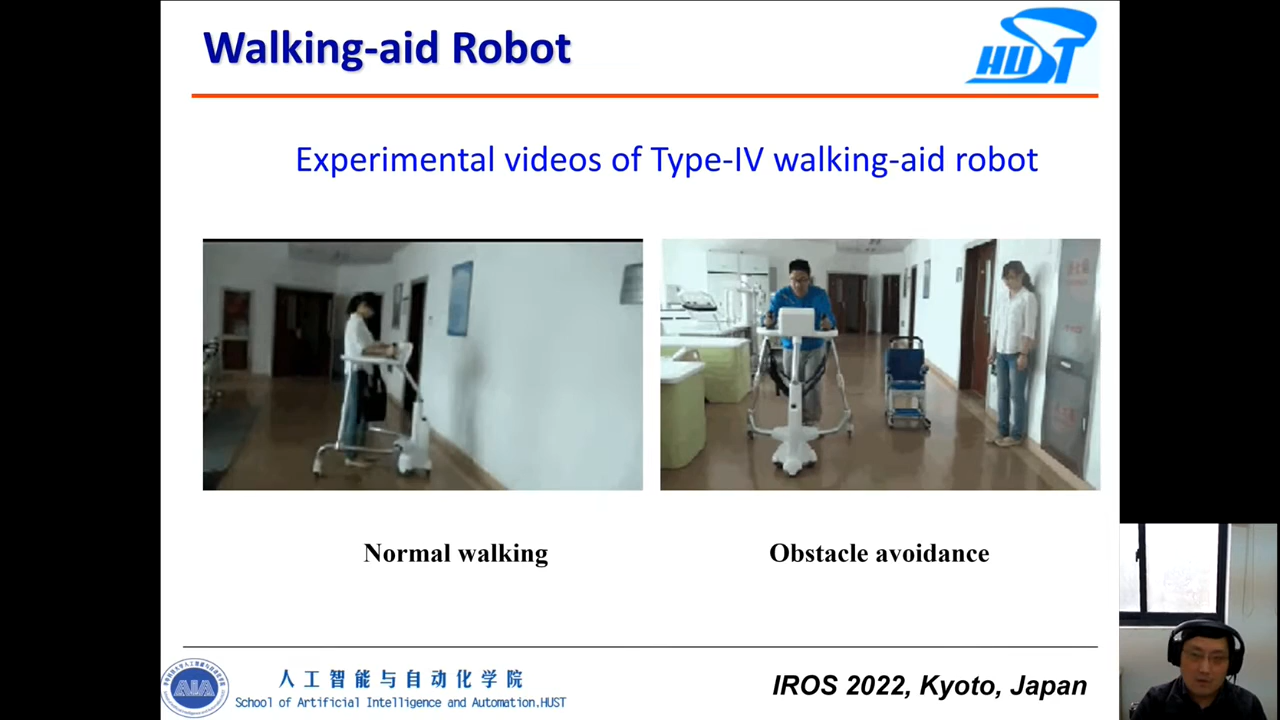 Walking-aid Robot
HUST
Experimental videos of Type-IV walking-aid robot
Normal walking
Obstacle avoidance
AIA
人工智能与自动化学院
School of Artificial Intelligence and Automation.HUST
IROS 2022, Kyoto, Japan